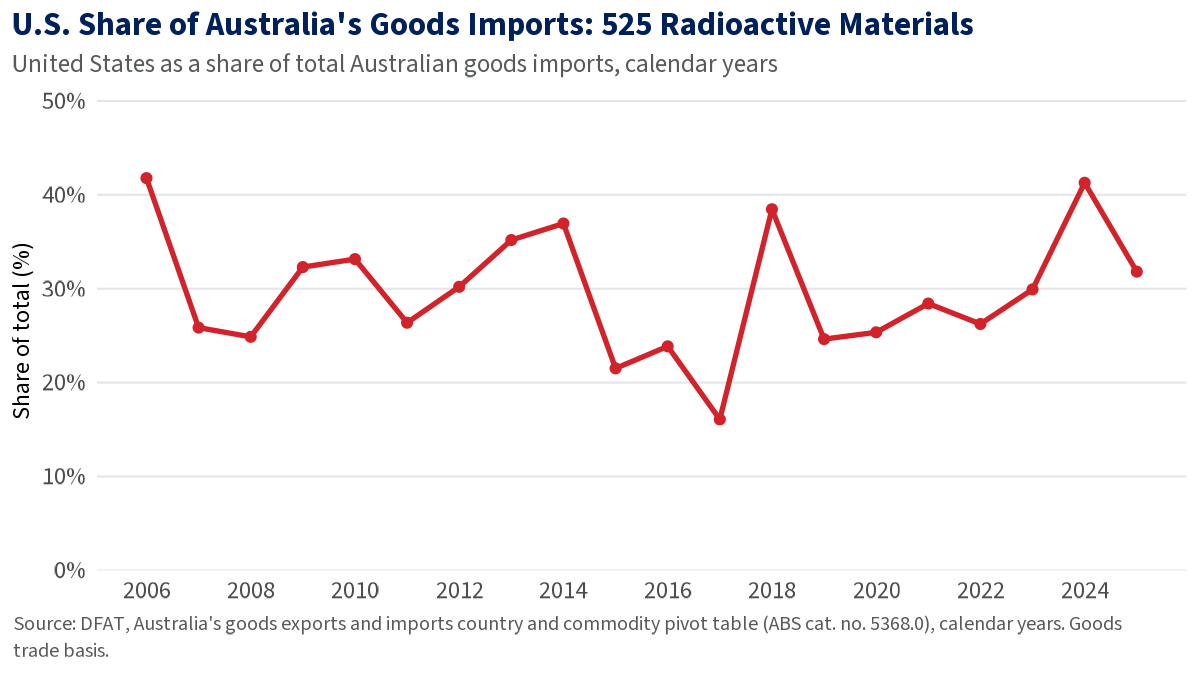 U.S. Share of Australia's Goods Imports: 525 Radioactive Materials
United States as a share of total Australian goods imports, calendar years
50%
40%
30%
20%
10%
0%
Share of total (%)
2006 2008 2010 2012 2014 2016 2018 2020 2022 2024
Source: DFAT, Australia's goods exports and imports country and commodity pivot table (ABS cat. no. 5368.0), calendar years. Goods
trade basis.